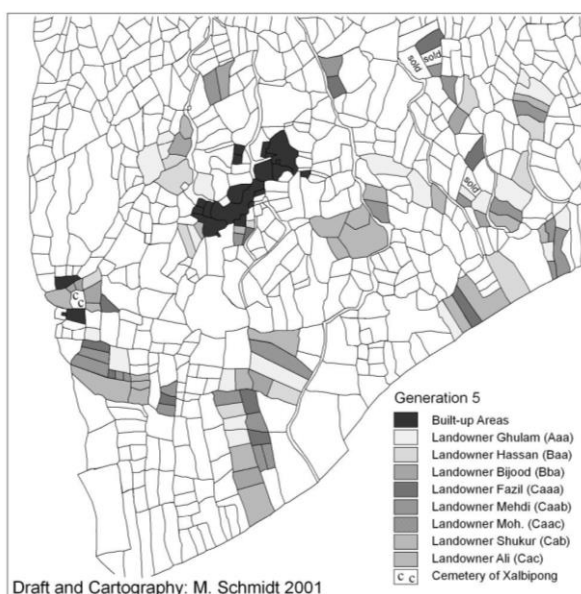 sold
sold
sold
Generation 5
Built-up Areas
Landowner Ghulam (Aaa)
Landowner Hassan (Baa)
Landowner Bijood (Bba)
Landowner Fazil (Caaa)
Landowner Mehdi (Caab)
Landowner Moh. (Caac)
Landowner Shukur (Cab)
Landowner Ali (Cac)
c c Cemetery of Xalbipong
c
c
Draft and Cartography: M. Schmidt 2001